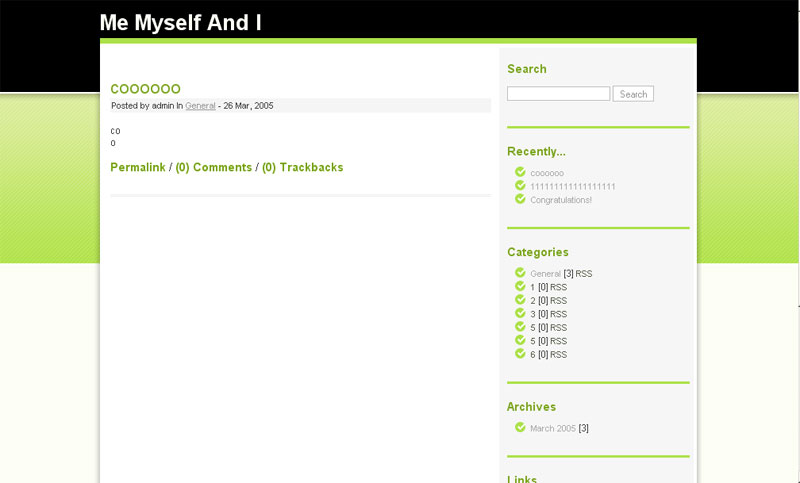 Me Myself And I
COOOOOO
Posted by admin In General - 26 Mar, 2005
co
o
Permalink / (0) Comments / (0) Trackbacks
Search
Search
Recently...
coooooo
111111111111111111
Congratulations!
Categories
General [3] RSS
1 [0] RSS
2 [0] RSS
3 [0] RSS
5 [0] RSS
5 [0] RSS
6 [0] RSS
Archives
March 2005 [3]
Links